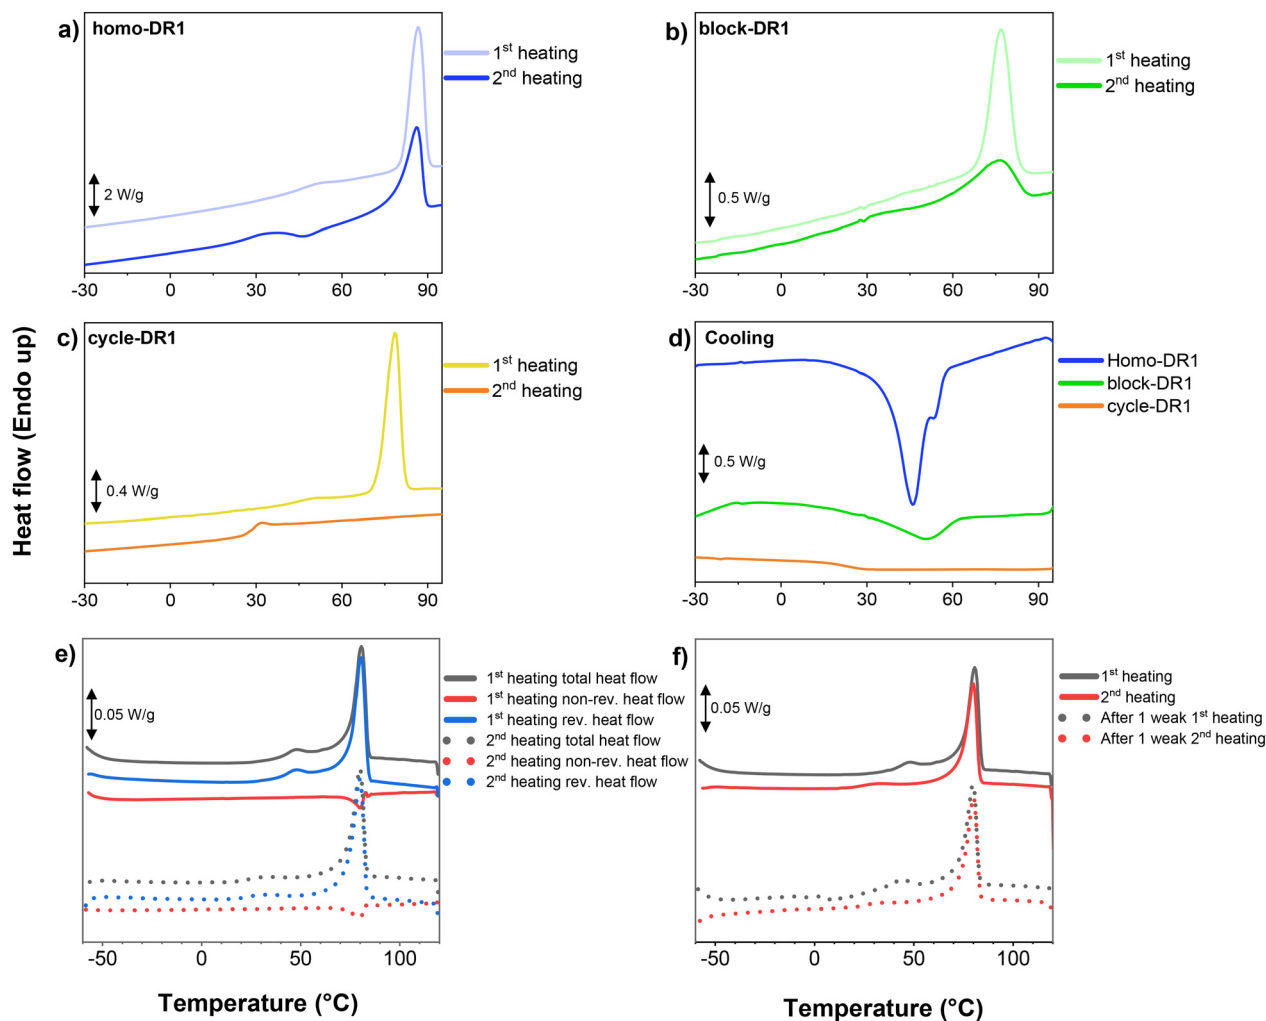 a) homo-DR1
1st heating
2nd heating
2 W/g
-30 0 30 60 90
b) block-DR1
1st heating
2nd heating
0.5 W/g
-30 0 30 60 90
c) cycle-DR1
1st heating
2nd heating
0.4 W/g
-30 0 30 60 90
d) Cooling
Homo-DR1
block-DR1
cycle-DR1
0.5 W/g
-30 0 30 60 90
Heat flow (Endo up)
e)
1st heating total heat flow
1st heating non-rev. heat flow
1st heating rev. heat flow
2nd heating total heat flow
2nd heating non-rev. heat flow
2nd heating rev. heat flow
0.05 W/g
-50 0 50 100
Temperature (°C)
f)
1st heating
2nd heating
After 1 weak 1st heating
After 1 weak 2nd heating
0.05 W/g
-50 0 50 100
Temperature (°C)